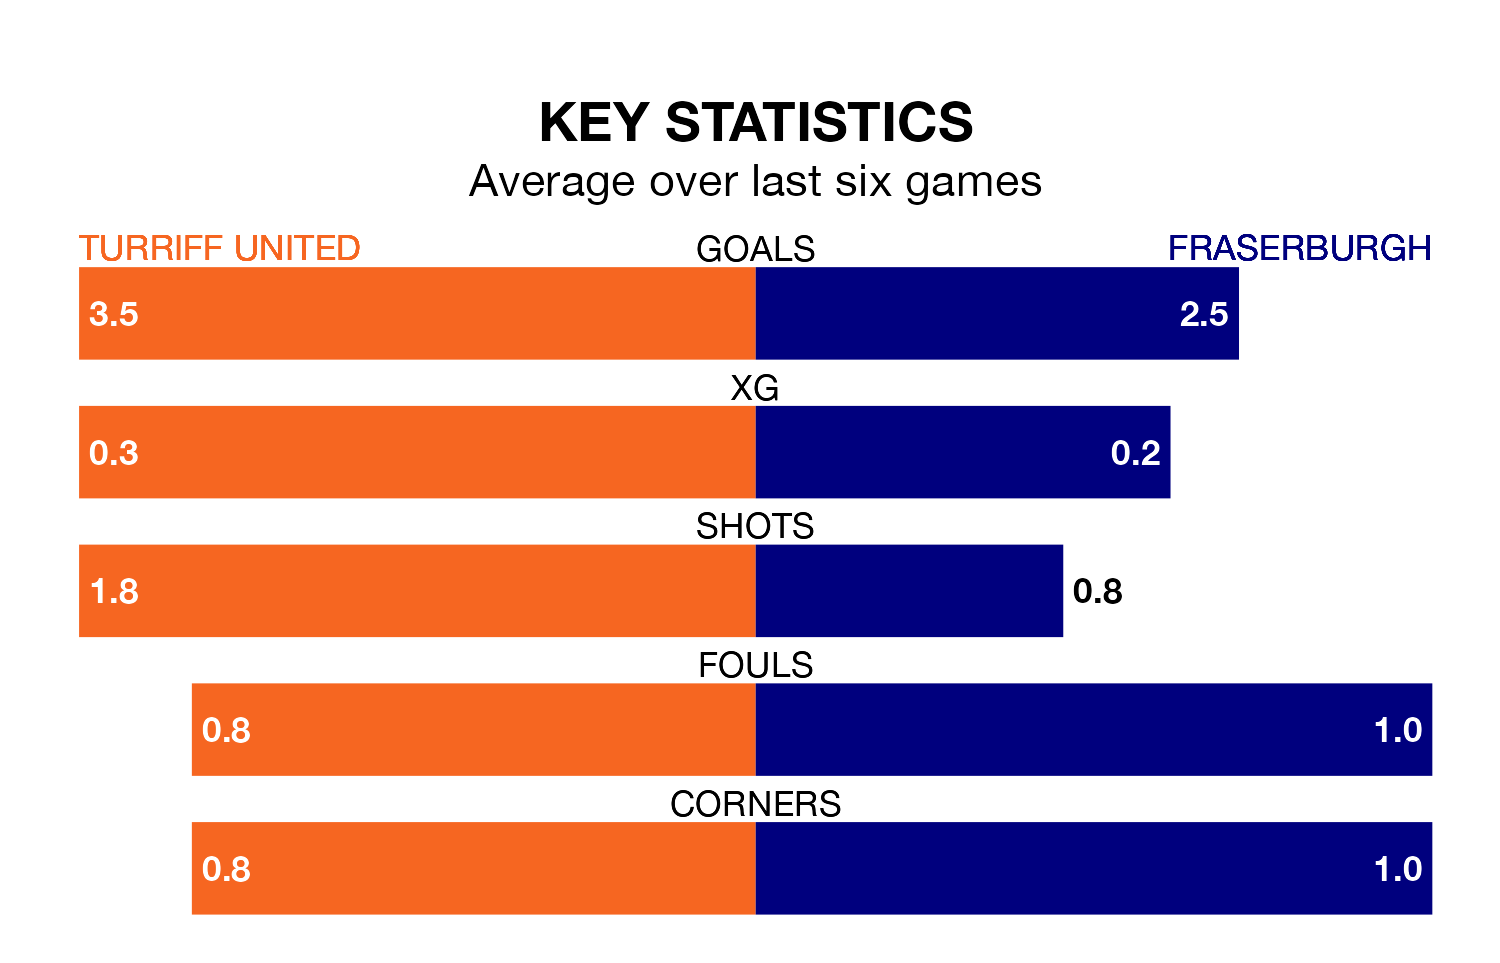 KEY STATISTICS
Average over last six games
TURRIFF UNITED GOALS FRASERBURGH
3.5 2.5
XG
0.3 0.2
SHOTS
1.8 0.8
FOULS
0.8 1.0
CORNERS
0.8 1.0